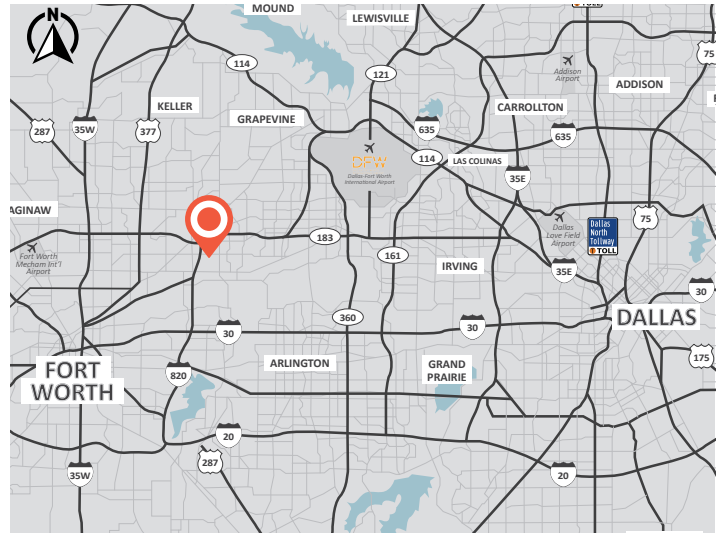 MOUND
LEWISVILLE
TOLL
N
114
121
75
Addison
Airport
ADDISON
KELLER
CARROLLTON
GRAPEVINE
287
35W
377
635
635
114
LAS COLINAS
DFW
Dallas-Fort Worth
International Airport
35E
AGINAW
183
Dallas
Love Field
Airport
Dallas
North
Tollway
TOLL
75
Fort Worth
Mecham Int'l
Airport
161
IRVING
35E
30
360
DALLAS
30
30
175
ARLINGTON
GRAND
PRAIRIE
FORT
WORTH
820
20
287
35W
20